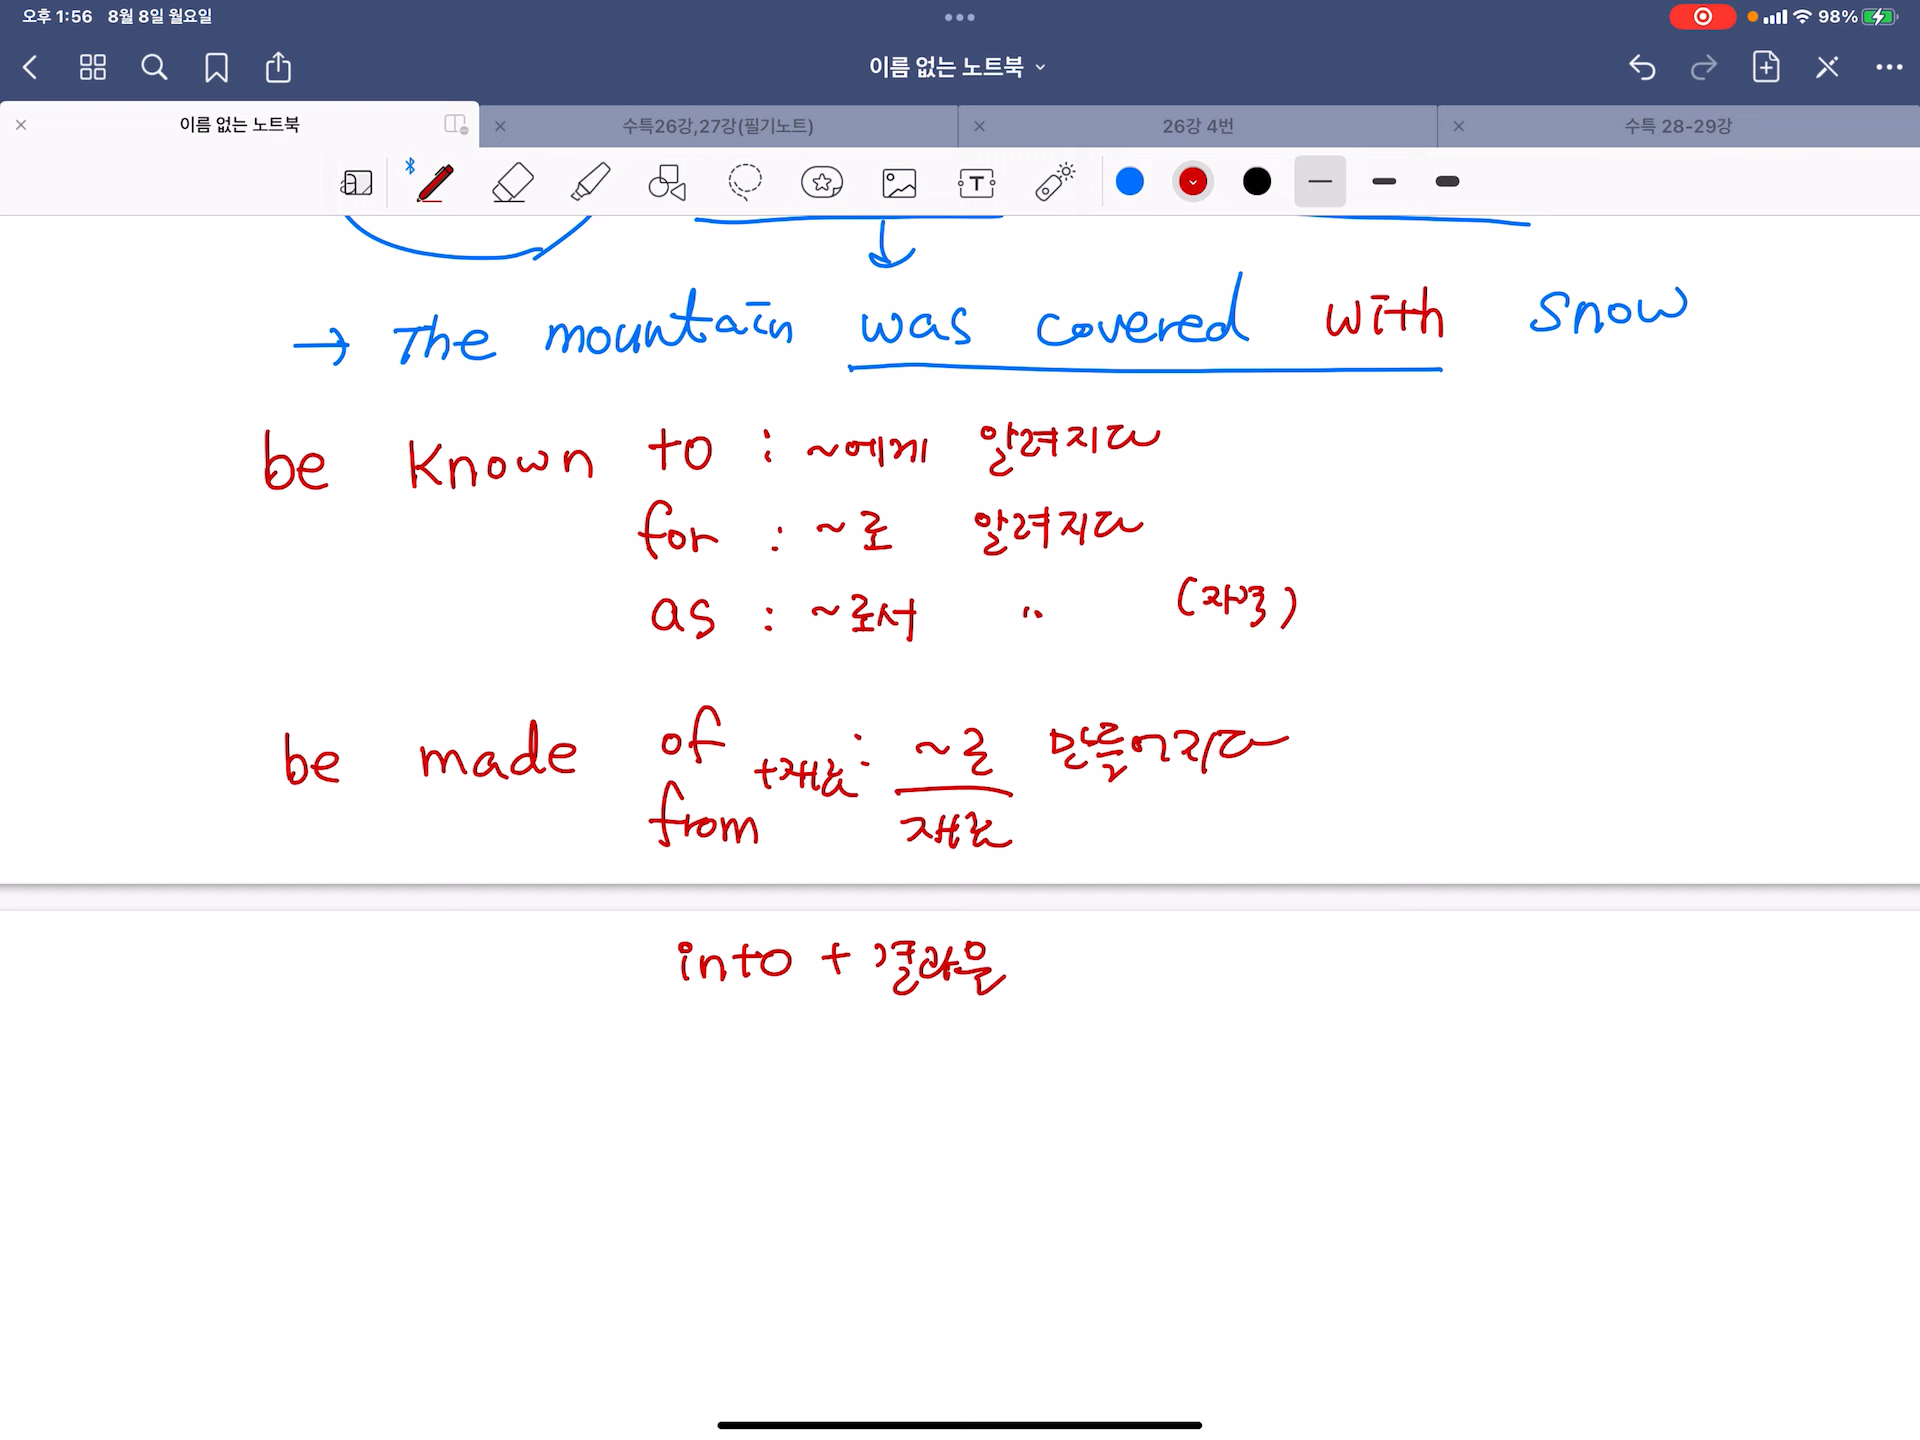 오후 1:56 8월 8일 월요일
98%
이름 없는 노트북
이름 없는 노트북
수특26강,27강(필기노트)
26강 4번
수특 28-29강
→ The mountain was covered with snow
be known to : ~에게 알려지다
for : ~로 알려지다
as : ~로서 〃 (자격)
be made of +재료: ~로 만들어지다
from 재료
into + 결과물